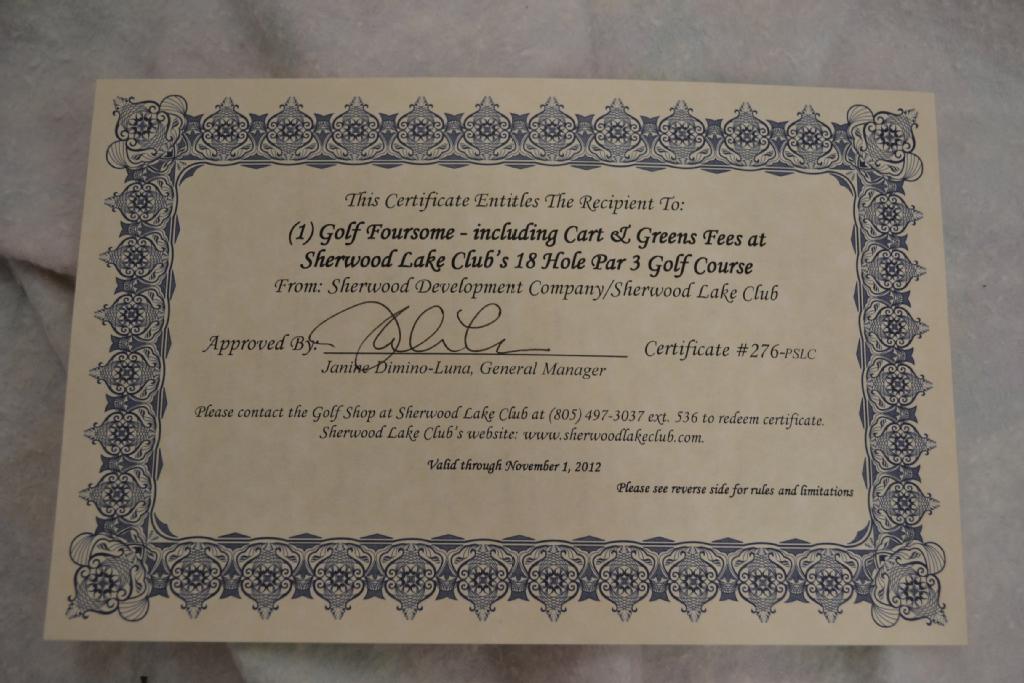 This Certificate Entitles The Recipient To:
(1) Golf Foursome - including Cart & Greens Fees at
Sherwood Lake Club's 18 Hole Par 3 Golf Course
From: Sherwood Development Company/Sherwood Lake Club
Approved By: Certificate #276-PSLC
Janine Dimino-Luna, General Manager
Please contact the Golf Shop at Sherwood Lake Club at (805) 497-3037 ext. 536 to redeem certificate.
Sherwood Lake Club's website: www.sherwoodlakeclub.com.
Valid through November 1, 2012
Please see reverse side for rules and limitations